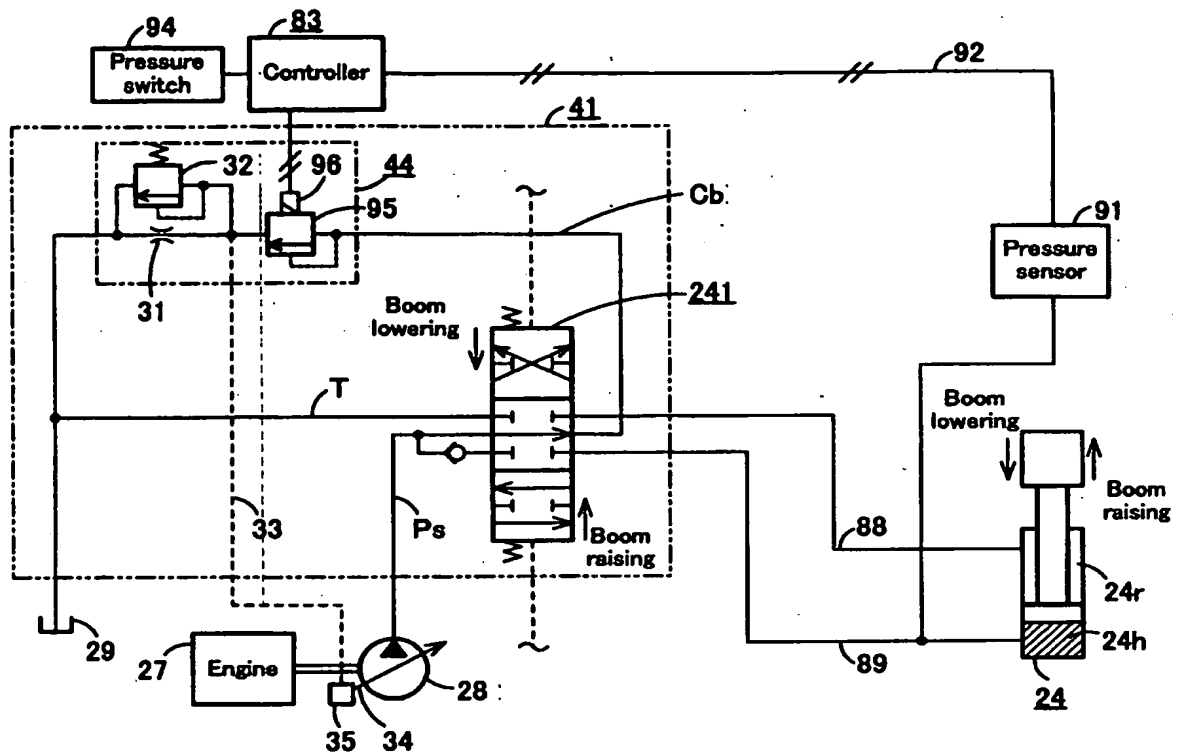 94
83
Pressure
switch
Controller
92
41
32
96
44
95
Cb
91
Pressure
sensor
31
Boom
lowering
241
T
Boom
lowering
Boom
raising
33
Ps
Boom
raising
88
24r
29
27
Engine
28
24h
89
24
35
34